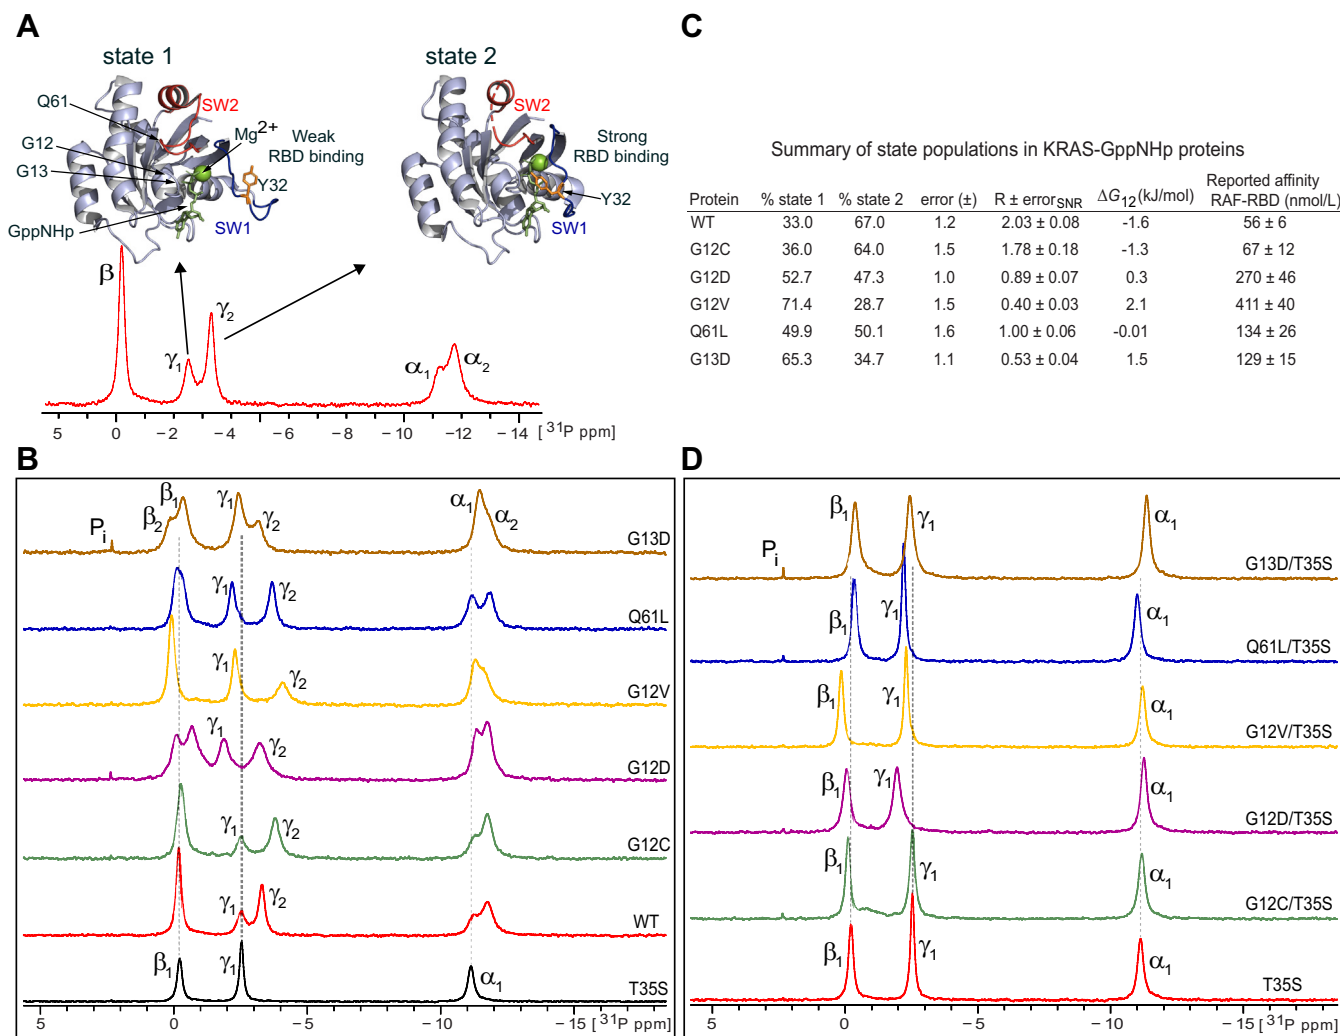 A
state 1
state 2
Q61
SW2
G12
Mg2+
Weak
RBD binding
G13
Y32
GppNHp
SW1
SW2
Strong
RBD binding
Y32
SW1
β
γ1
γ2
α1
α2
5 0 −2 −4 −6 −8 −10 −12 −14 [31P ppm]
C
Summary of state populations in KRAS-GppNHp proteins
Protein % state 1 % state 2 error (±) R ± errorSNR ΔG12(kJ/mol) Reported affinity RAF-RBD (nmol/L)
WT 33.0 67.0 1.2 2.03 ± 0.08 -1.6 56 ± 6
G12C 36.0 64.0 1.5 1.78 ± 0.18 -1.3 67 ± 12
G12D 52.7 47.3 1.0 0.89 ± 0.07 0.3 270 ± 46
G12V 71.4 28.7 1.5 0.40 ± 0.03 2.1 411 ± 40
Q61L 49.9 50.1 1.6 1.00 ± 0.06 -0.01 134 ± 26
G13D 65.3 34.7 1.1 0.53 ± 0.04 1.5 129 ± 15
B
Pi β2 β1 γ1 γ2 α1 α2 G13D
γ1 γ2 Q61L
γ1 γ2 G12V
γ1 γ2 G12D
γ1 γ2 G12C
γ1 γ2 WT
β1 γ1 α1 T35S
5 0 −5 −10 −15 [31P ppm]
D
Pi β1 γ1 α1 G13D/T35S
β1 γ1 α1 Q61L/T35S
β1 γ1 α1 G12V/T35S
β1 γ1 α1 G12D/T35S
β1 γ1 α1 G12C/T35S
β1 γ1 α1 T35S
5 0 −5 −10 −15 [31P ppm]